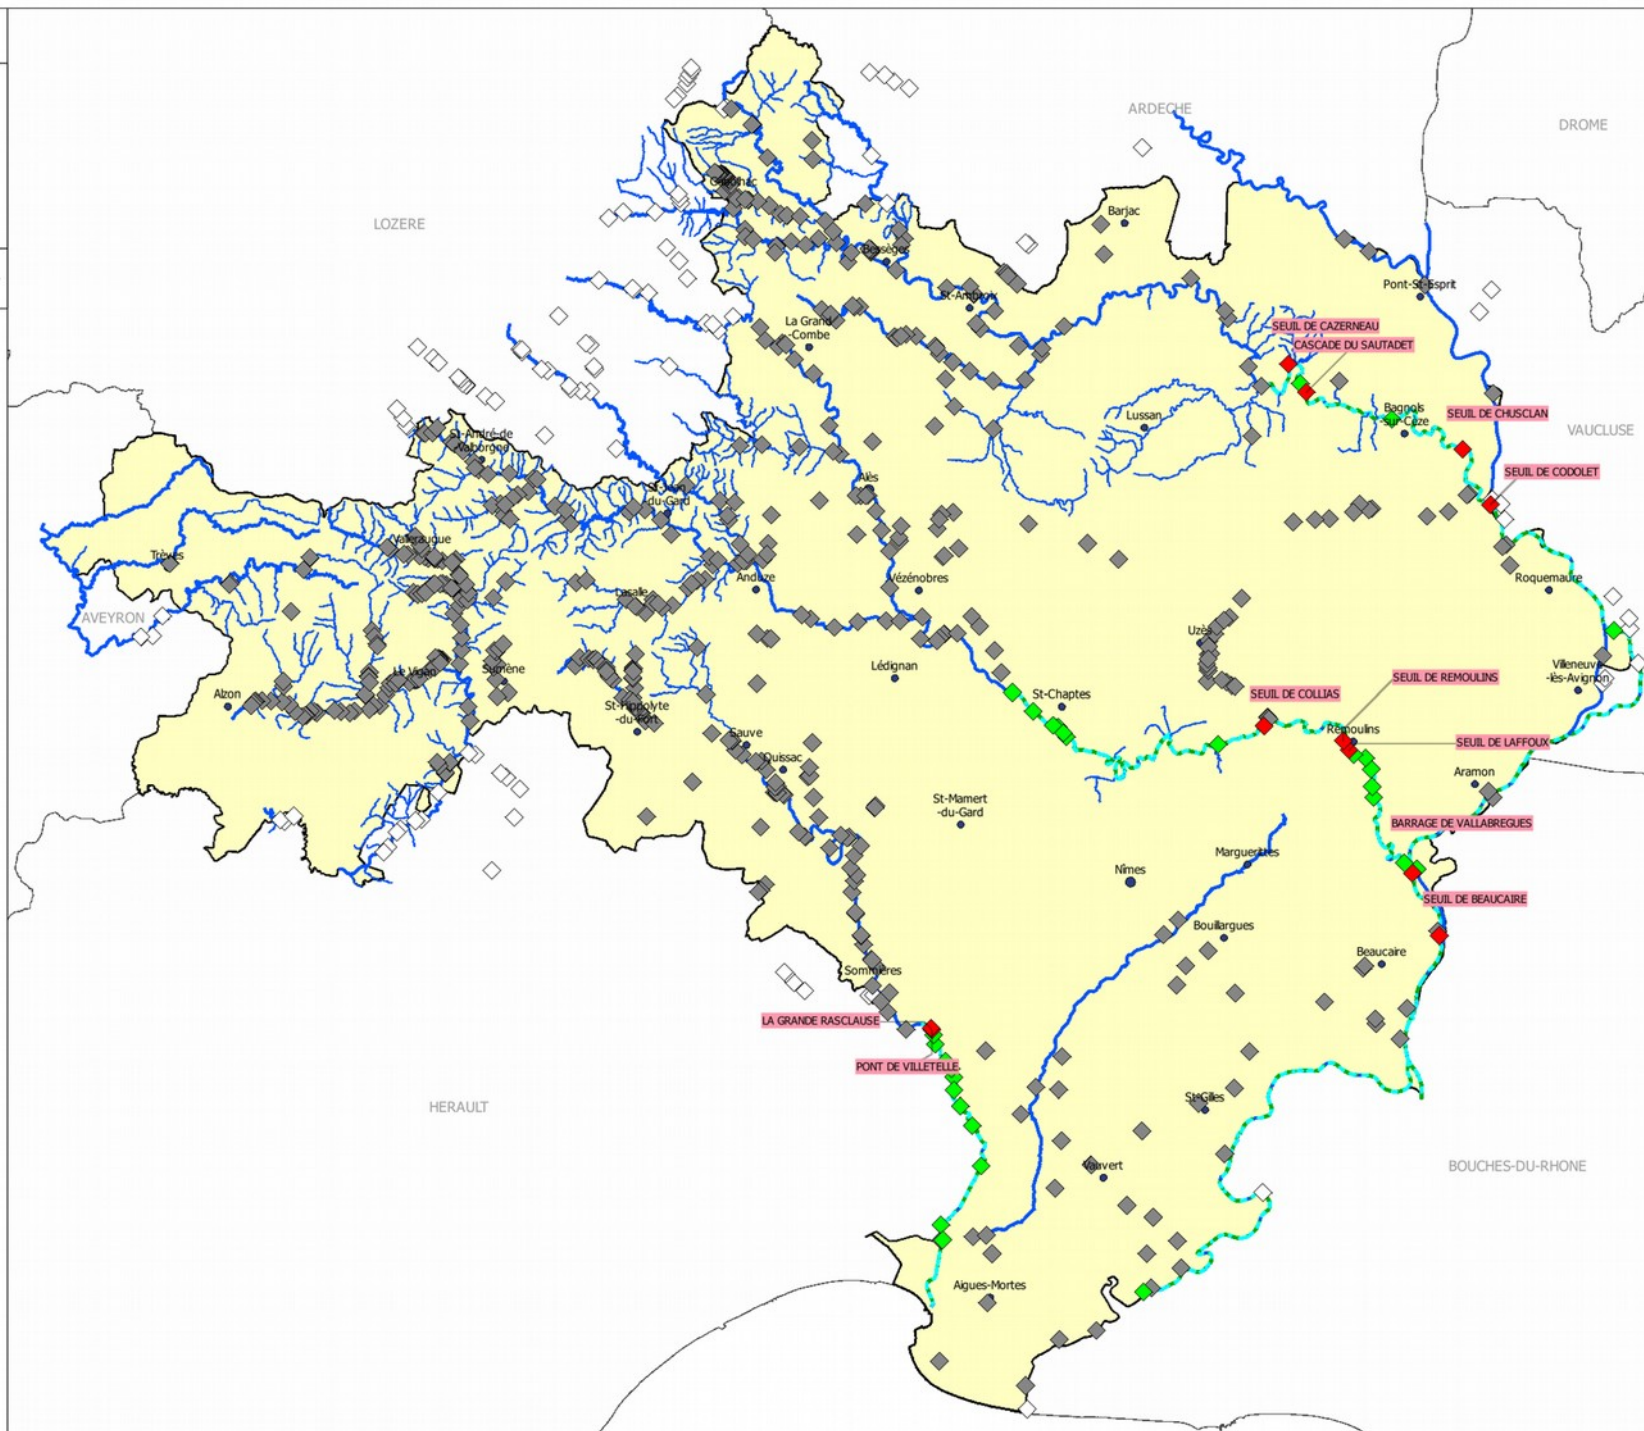 ARDECHE
DROME
Génolhac
Barjac
LOZERE
Bessèges
Pont-St-Esprit
St-Ambroix
La Grand
-Combe
SEUIL DE CAZERNEAU
CASCADE DU SAUTADET
SEUIL DE CHUSCLAN
Lussan
Bagnols
-sur-Cèze
VAUCLUSE
St-André-de
-Valborgne
SEUIL DE CODOLET
Alès
St-Jean
-du-Gard
Valleraugue
Trèves
Anduze
Vézénobres
Roquemaure
Lasalle
AVEYRON
Uzès
Le Vigan
Sumène
Lédignan
Villeneuve
-lès-Avignon
SEUIL DE REMOULINS
Alzon
St-Chaptes
SEUIL DE COLLIAS
St-Hippolyte
-du-Fort
Sauve
Remoulins
SEUIL DE LAFFOUX
Quissac
Aramon
St-Mamert
-du-Gard
BARRAGE DE VALLABREGUES
Marguerittes
Nîmes
SEUIL DE BEAUCAIRE
Bouillargues
Beaucaire
Sommières
LA GRANDE RASCLAUSE
PONT DE VILLETELLE
St-Gilles
HERAULT
Vauvert
BOUCHES-DU-RHONE
Aigues-Mortes